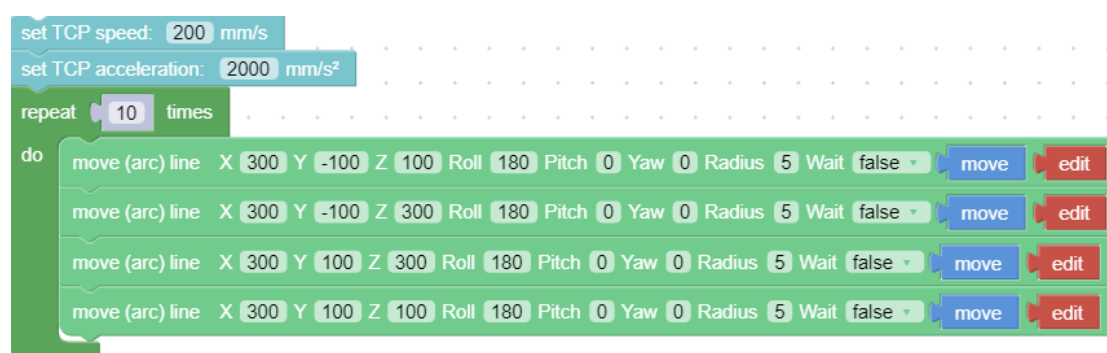 set TCP speed: 200 mm/s
set TCP acceleration: 2000 mm/s²
repeat 10 times
do move (arc) line X 300 Y -100 Z 100 Roll 180 Pitch 0 Yaw 0 Radius 5 Wait false move edit
move (arc) line X 300 Y -100 Z 300 Roll 180 Pitch 0 Yaw 0 Radius 5 Wait false move edit
move (arc) line X 300 Y 100 Z 300 Roll 180 Pitch 0 Yaw 0 Radius 5 Wait false move edit
move (arc) line X 300 Y 100 Z 100 Roll 180 Pitch 0 Yaw 0 Radius 5 Wait false move edit